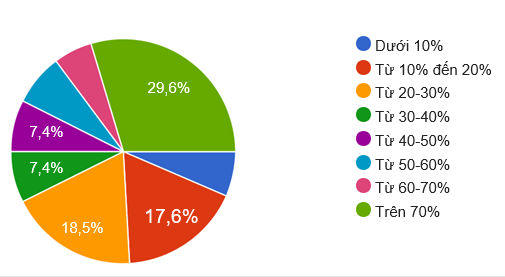 29,6%
7,4%
7,4%
18,5%
17,6%
Dưới 10%
Từ 10% đến 20%
Từ 20-30%
Từ 30-40%
Từ 40-50%
Từ 50-60%
Từ 60-70%
Trên 70%